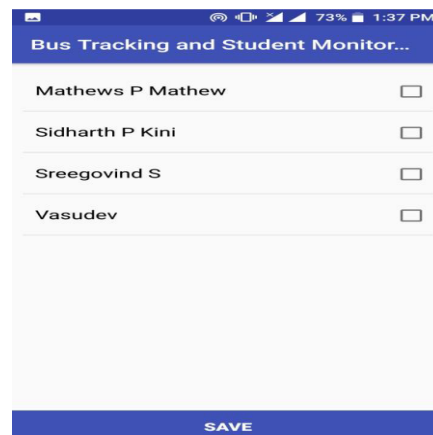 73% 1:37 PM
Bus Tracking and Student Monitor...
Mathews P Mathew
Sidharth P Kini
Sreegovind S
Vasudev
SAVE